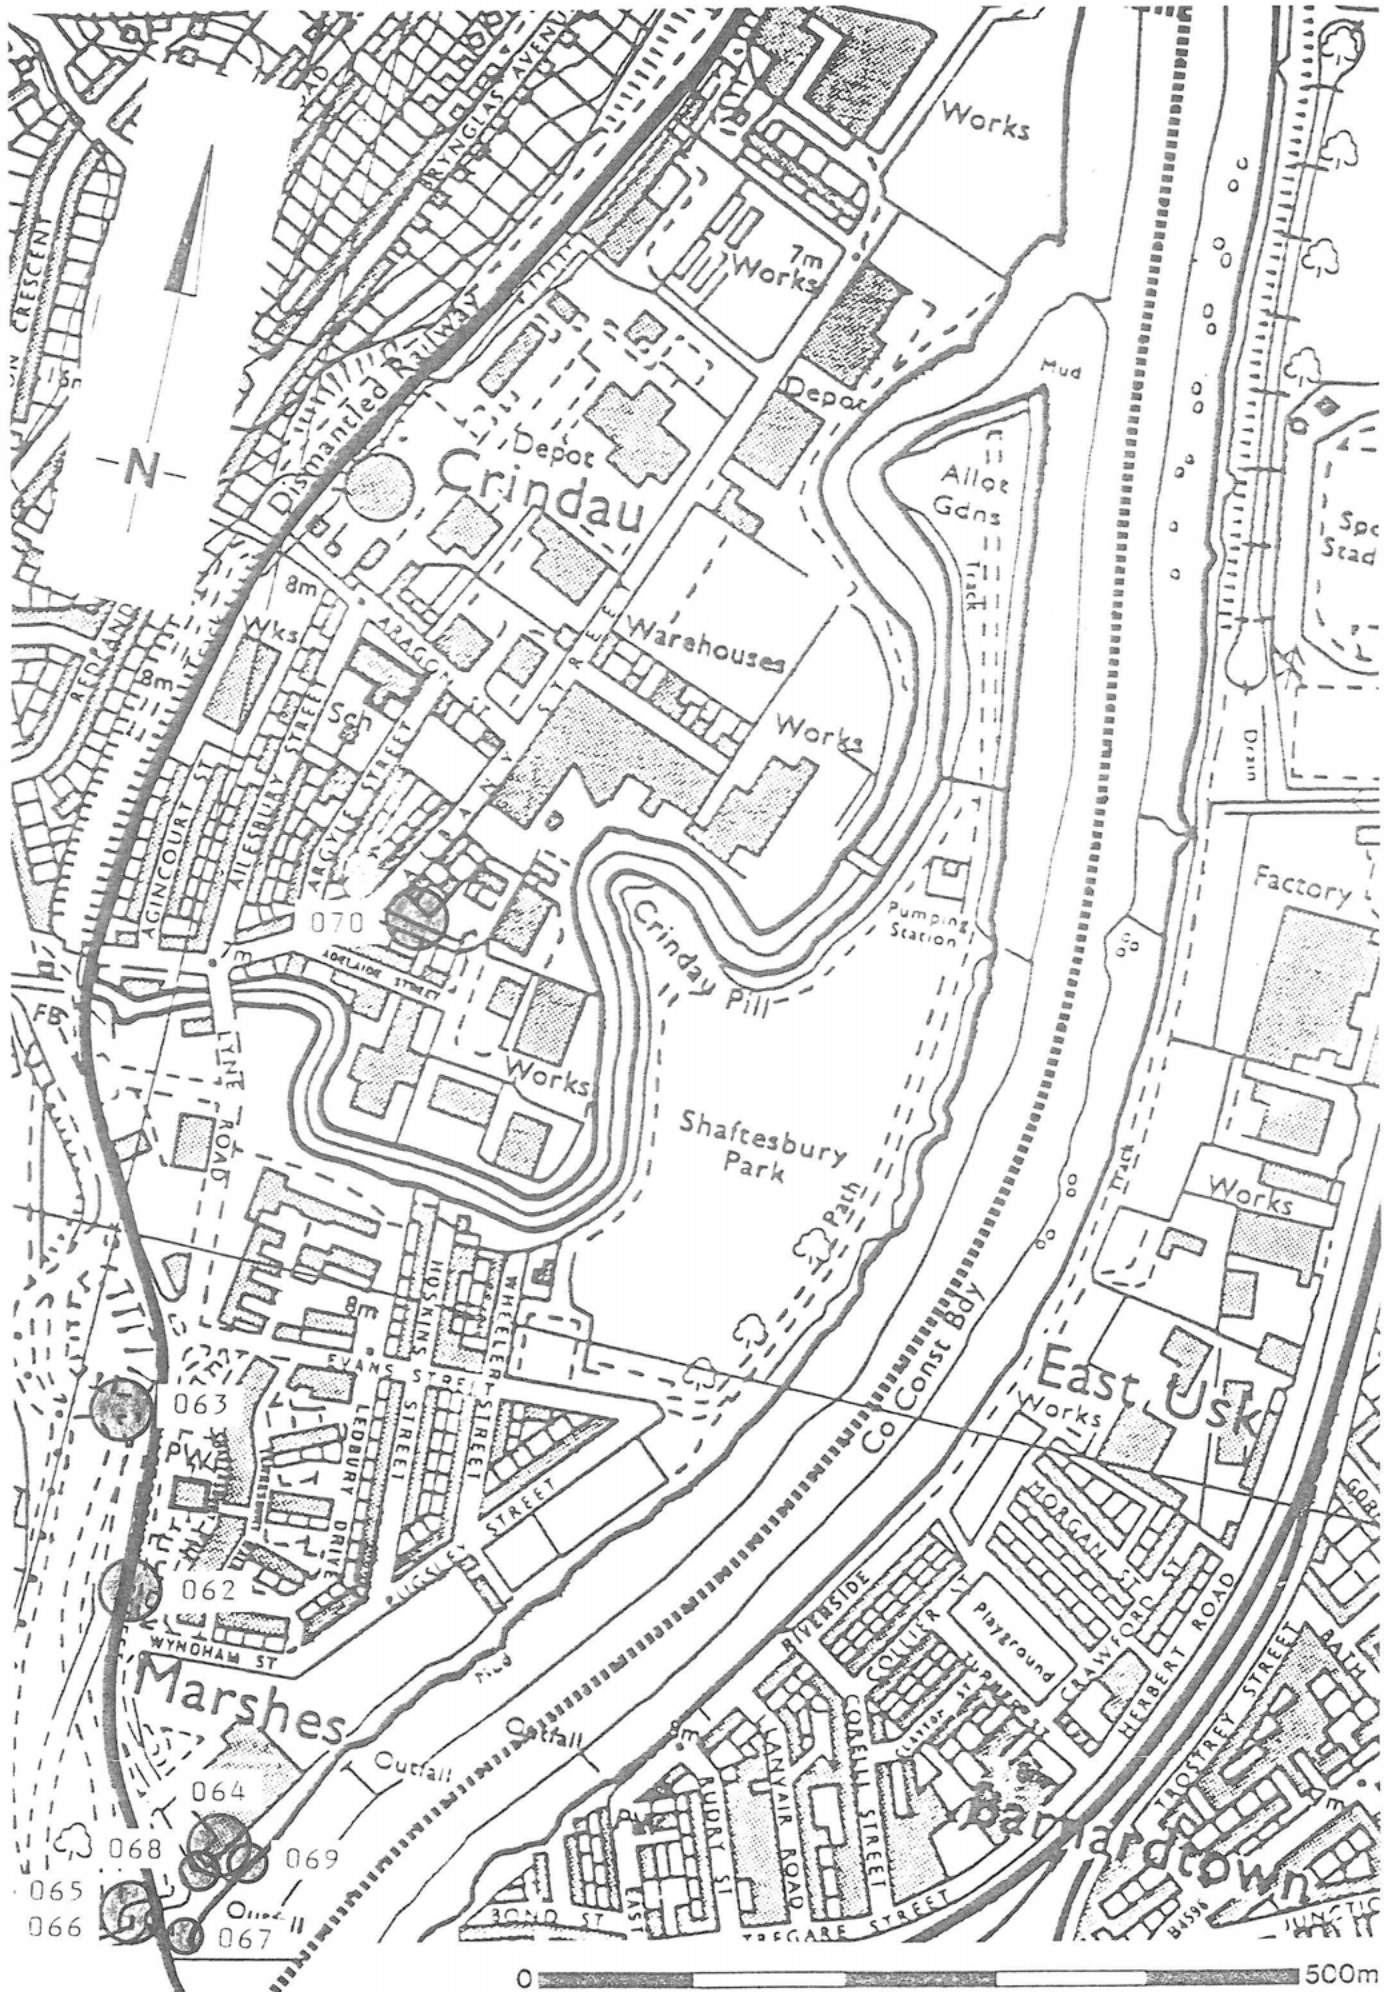 BRYNGLAS AVENUE
Works
CRESCENT
7m
Works
Mud
Dismantled Railway
Depot
Depot
Crindau
Allot
Gdns
Track
-N-
8m
Wks
STREET
Warehouses
REDLAND
8m
Sch
Works
Drain
AGINCOURT ST
AILESBURY STREET
ARGYLE STREET
ALBANY
Factory
070
Crinday Pill
Pumping
Station
ADELAIDE STREET
FB
LYNE ROAD
Works
Shaftesbury
Park
Path
Track
Works
HOSKINS STREET
WHEELER STREET
8m
EVANS STREET
Co Const Bdy
East Usk
Works
063
PW
LEDBURY DRIVE
PUGSLEY STREET
MORGAN ST
062
WYNDHAM ST
RIVERSIDE
COLLIER ST
TURNER ST
Playground
CRAWFORD ST
HERBERT ROAD
TROSTREY STREET
BATH
Marshes
Outfall
Outfall
8m
LANYAIR ROAD
CORELLI STREET
RUDRY ST
Barnardtown
064
068
069
065
066
067
BOND ST
EAST
TREGARE STREET
B4596
0
500m